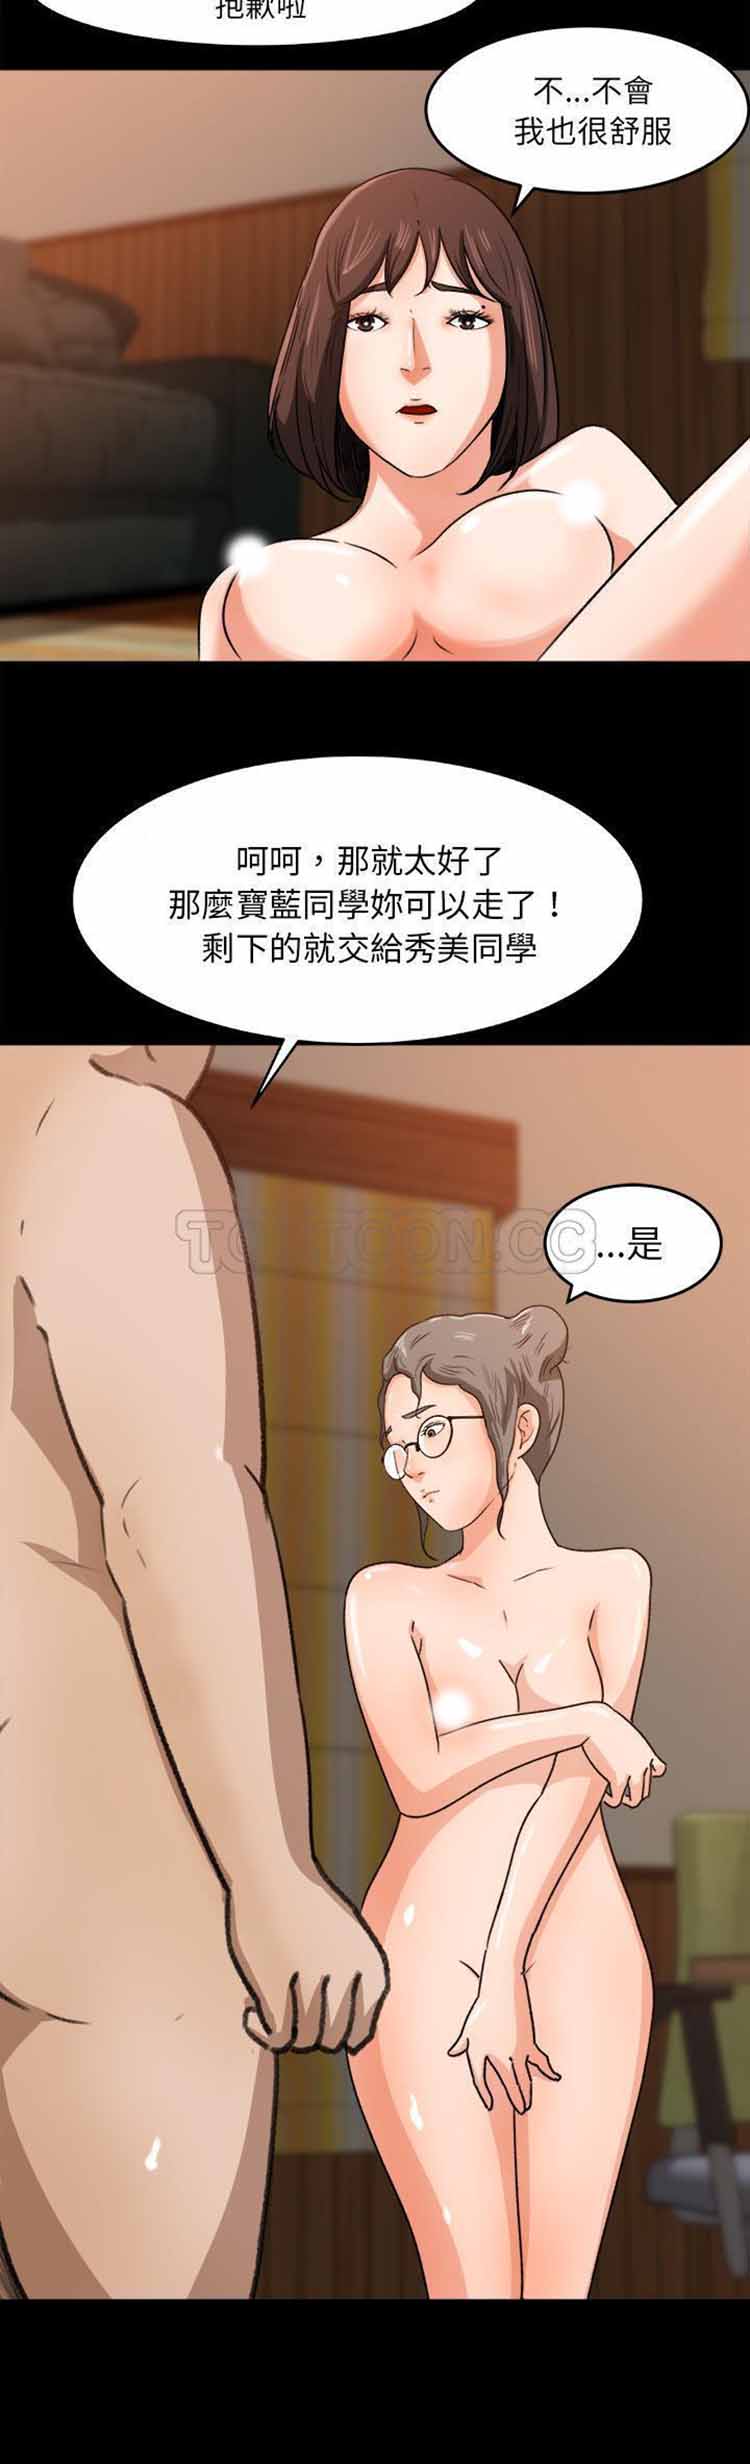 抱歉啦
不...不會
我也很舒服
呵呵，那就太好了
那麼寶藍同學妳可以走了！
剩下的就交給秀美同學
TOPTOON.CC
...是